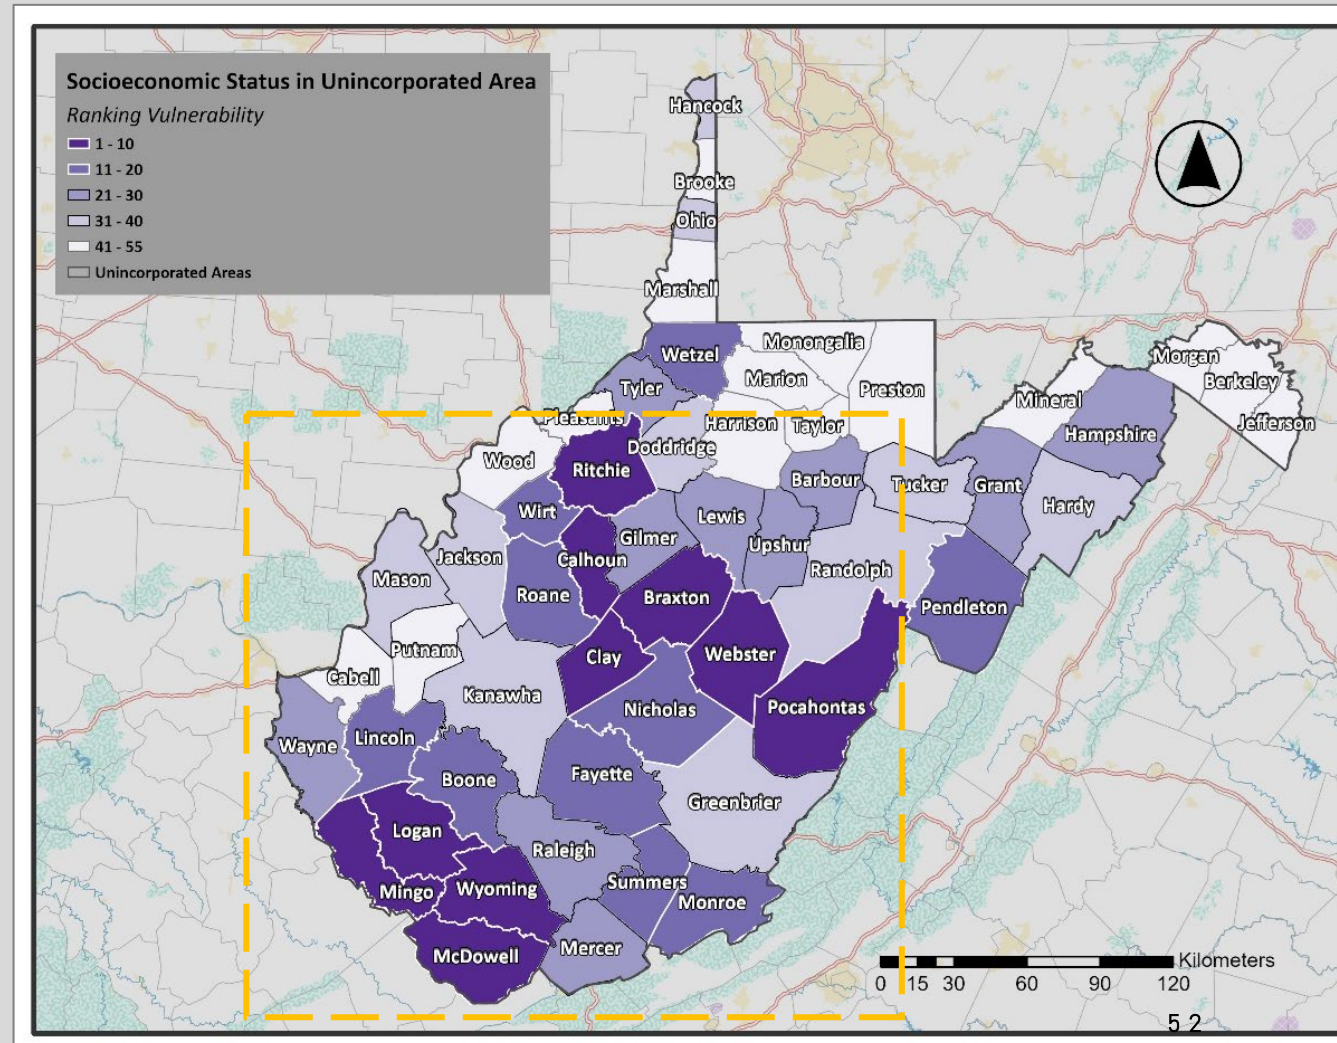 Socioeconomic Status in Unincorporated Area
Ranking Vulnerability
1 - 10
11 - 20
21 - 30
31 - 40
41 - 55
Unincorporated Areas
Hancock
Brooke
Ohio
Marshall
Wetzel
Monongalia
Marion
Preston
Morgan
Berkeley
Jefferson
Mineral
Hampshire
Tyler
Pleasants
Harrison
Taylor
Doddridge
Wood
Ritchie
Barbour
Tucker
Grant
Hardy
Wirt
Lewis
Gilmer
Upshur
Jackson
Calhoun
Randolph
Mason
Roane
Braxton
Pendleton
Putnam
Clay
Webster
Cabell
Kanawha
Nicholas
Pocahontas
Wayne
Lincoln
Boone
Fayette
Greenbrier
Logan
Raleigh
Mingo
Wyoming
Summers
Monroe
McDowell
Mercer
Kilometers
0 15 30 60 90 120
52